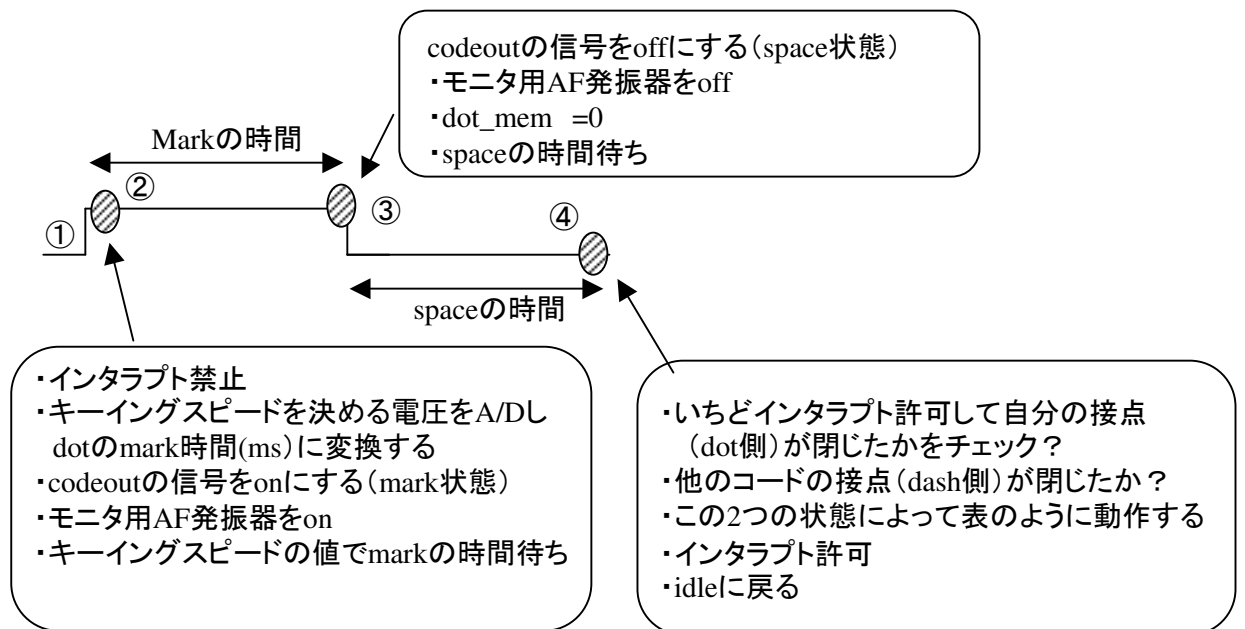 codeoutの信号をoffにする（space状態）
・モニタ用AF発振器をoff
・dot_mem =0
・spaceの時間待ち
Markの時間
①
②
③
④
spaceの時間
・インタラプト禁止
・キーイングスピードを決める電圧をA/Dし
dotのmark時間(ms）に変換する
・codeoutの信号をonにする（mark状態）
・モニタ用AF発振器をon
・キーイングスピードの値でmarkの時間待ち
・いちどインタラプト許可して自分の接点
（dot側）が閉じたかをチェック？
・他のコードの接点（dash側）が閉じたか？
・この2つの状態によって表のように動作する
・インタラプト許可
・idleに戻る